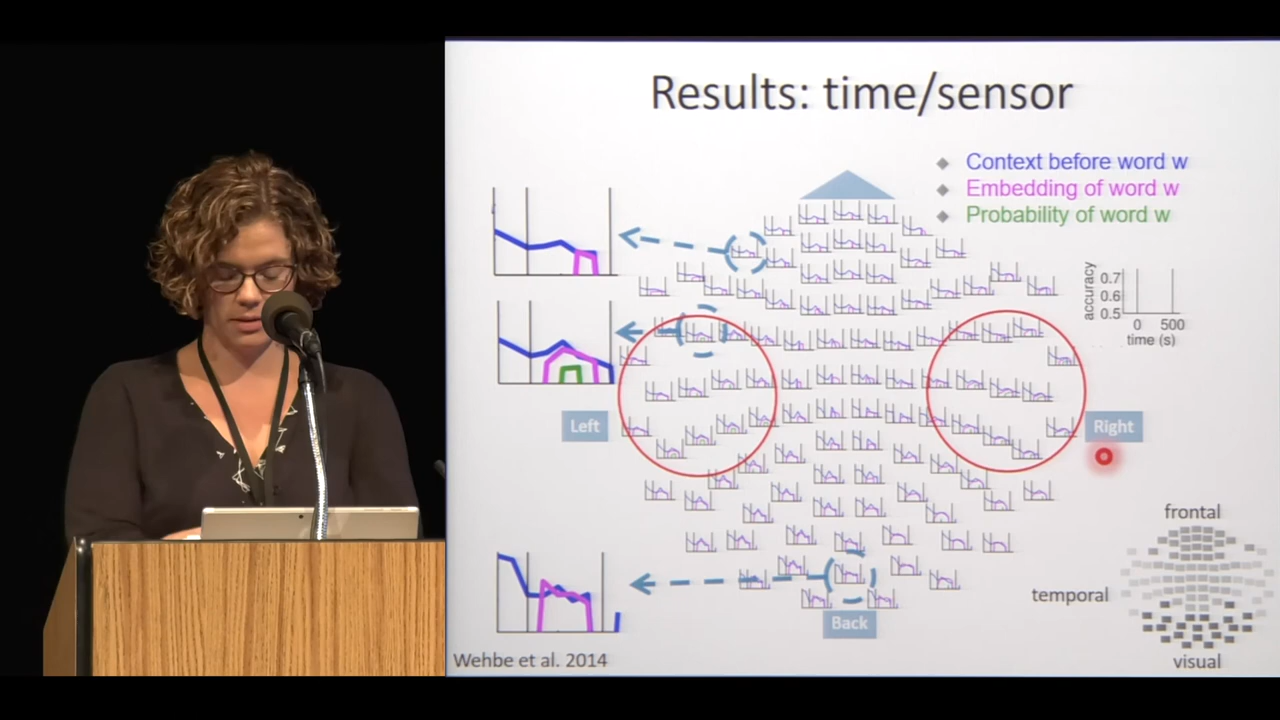 Results: time/sensor
Context before word w
Embedding of word w
Probability of word w
accuracy
0.7
0.6
0.5
0 500
time (s)
Left
Right
frontal
temporal
Back
visual
Wehbe et al. 2014